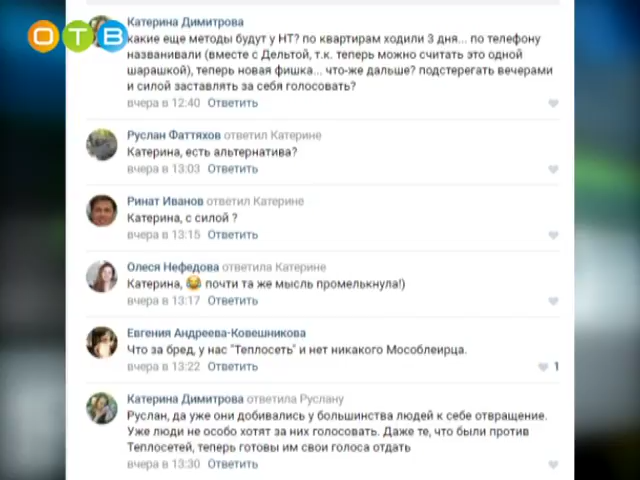 ОТВ
Катерина Димитрова
какие еще методы будут у НТ? по квартирам ходили 3 дня... по телефону
названивали (вместе с Дельтой, т.к. теперь можно считать это одной
шарашкой), теперь новая фишка... что-же дальше? подстерегать вечерами
и силой заставлять за себя голосовать?
вчера в 12:40 Ответить
Руслан Фаттяхов ответил Катерине
Катерина, есть альтернатива?
вчера в 13:03 Ответить
Ринат Иванов ответил Катерине
Катерина, с силой ?
вчера в 13:15 Ответить
Олеся Нефедова ответила Катерине
Катерина, 😂 почти та же мысль промелькнула!)
вчера в 13:17 Ответить
Евгения Андреева-Ковешникова
Что за бред, у нас "Теплосеть" и нет никакого Мособлеирца.
вчера в 13:22 Ответить 1
Катерина Димитрова ответила Руслану
Руслан, да уже они добивались у большинства людей к себе отвращение.
Уже люди не особо хотят за них голосовать. Даже те, что были против
Теплосетей, теперь готовы им свои голоса отдать
вчера в 13:30 Ответить